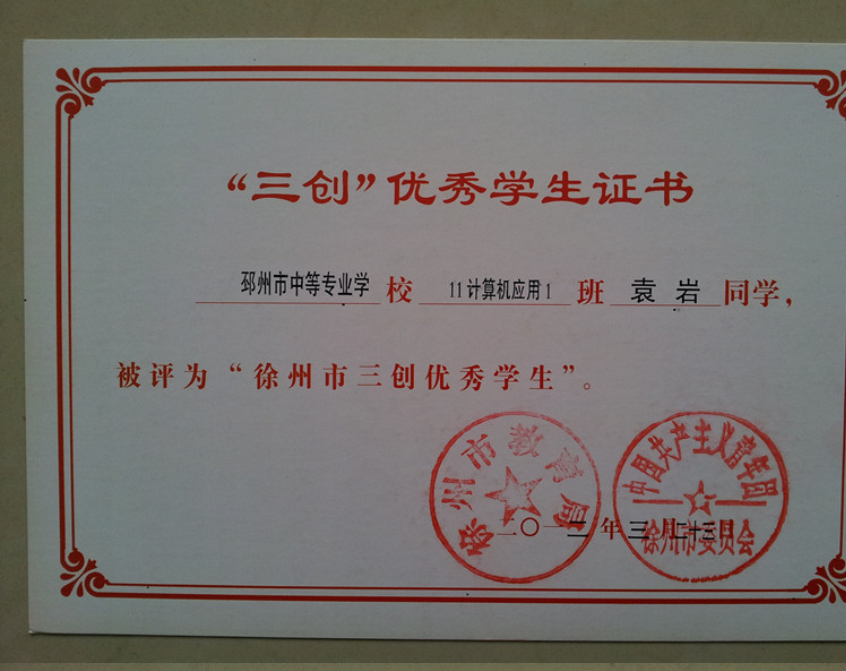 “三创”优秀学生证书
邳州市中等专业学校 11计算机应用1 班 袁岩 同学，
被评为“徐州市三创优秀学生”。
徐州市教育局
中国共产主义青年团
徐州市委员会
二〇一二年三月二十三日